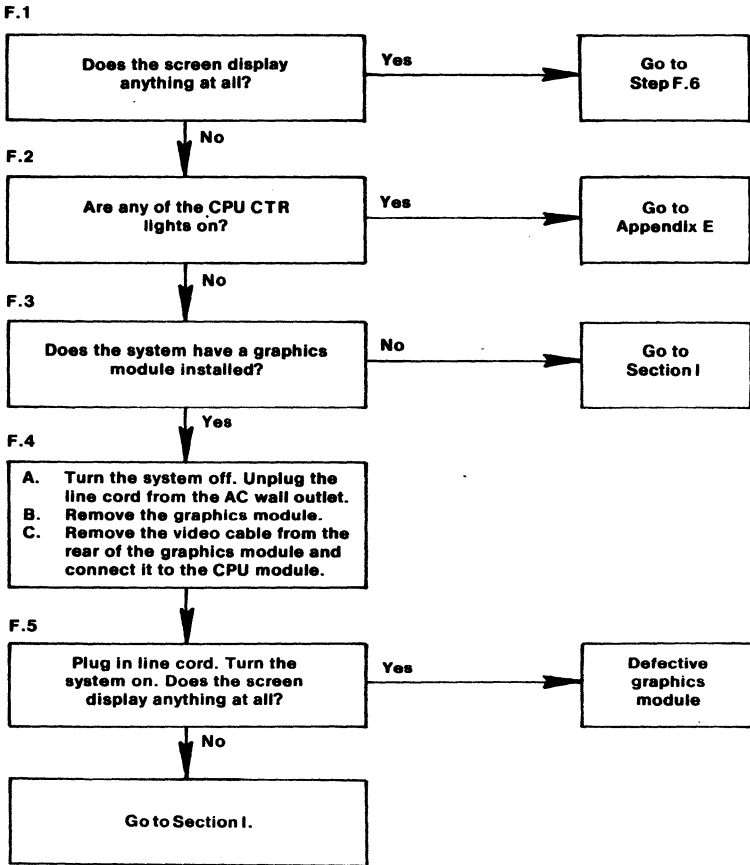 F.1
Does the screen display
anything at all?
Yes
Go to
Step F.6
No
F.2
Are any of the CPU CTR
lights on?
Yes
Go to
Appendix E
No
F.3
Does the system have a graphics
module installed?
No
Go to
Section I
Yes
F.4
A. Turn the system off. Unplug the
line cord from the AC wall outlet.
B. Remove the graphics module.
C. Remove the video cable from the
rear of the graphics module and
connect it to the CPU module.
F.5
Plug in line cord. Turn the
system on. Does the screen
display anything at all?
Yes
Defective
graphics
module
No
Go to Section I.